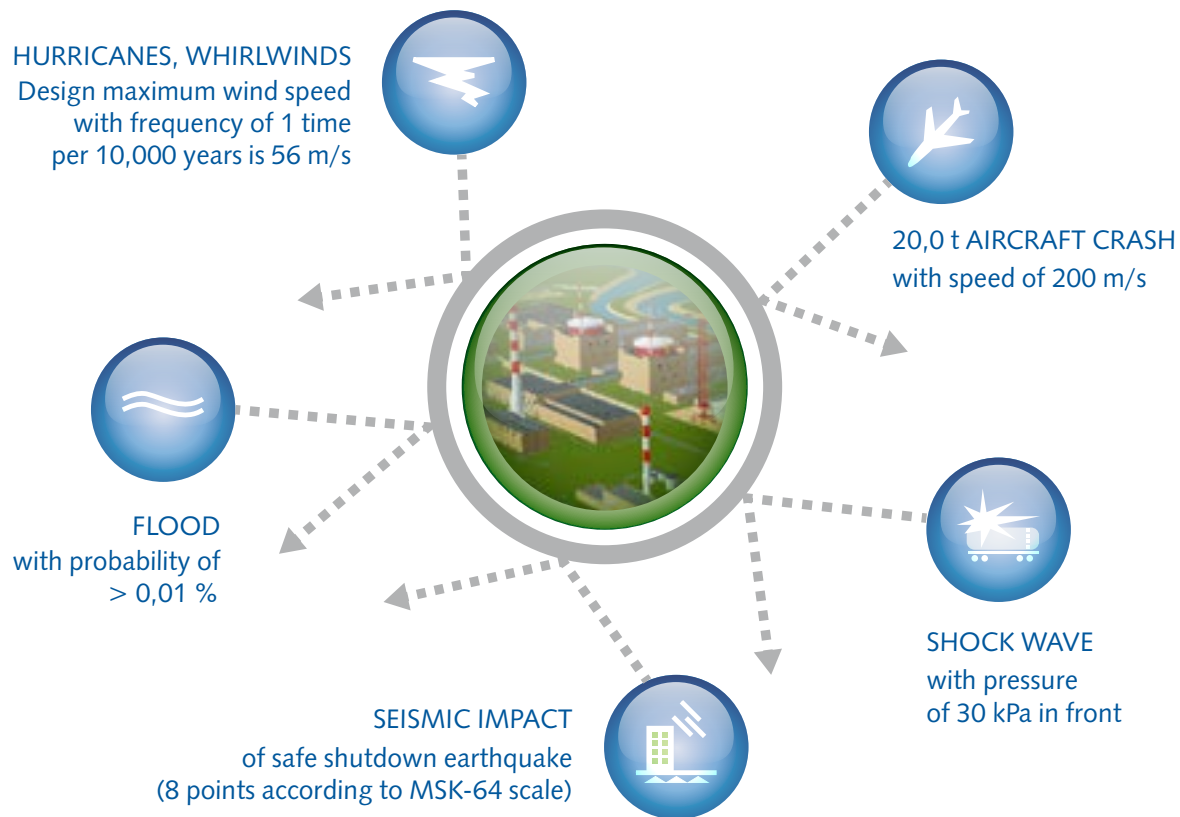 HURRICANES, WHIRLWINDS
Design maximum wind speed
with frequency of 1 time
per 10,000 years is 56 m/s
20,0 t AIRCRAFT CRASH
with speed of 200 m/s
FLOOD
with probability of
> 0,01 %
SHOCK WAVE
with pressure
of 30 kPa in front
SEISMIC IMPACT
of safe shutdown earthquake
(8 points according to MSK-64 scale)